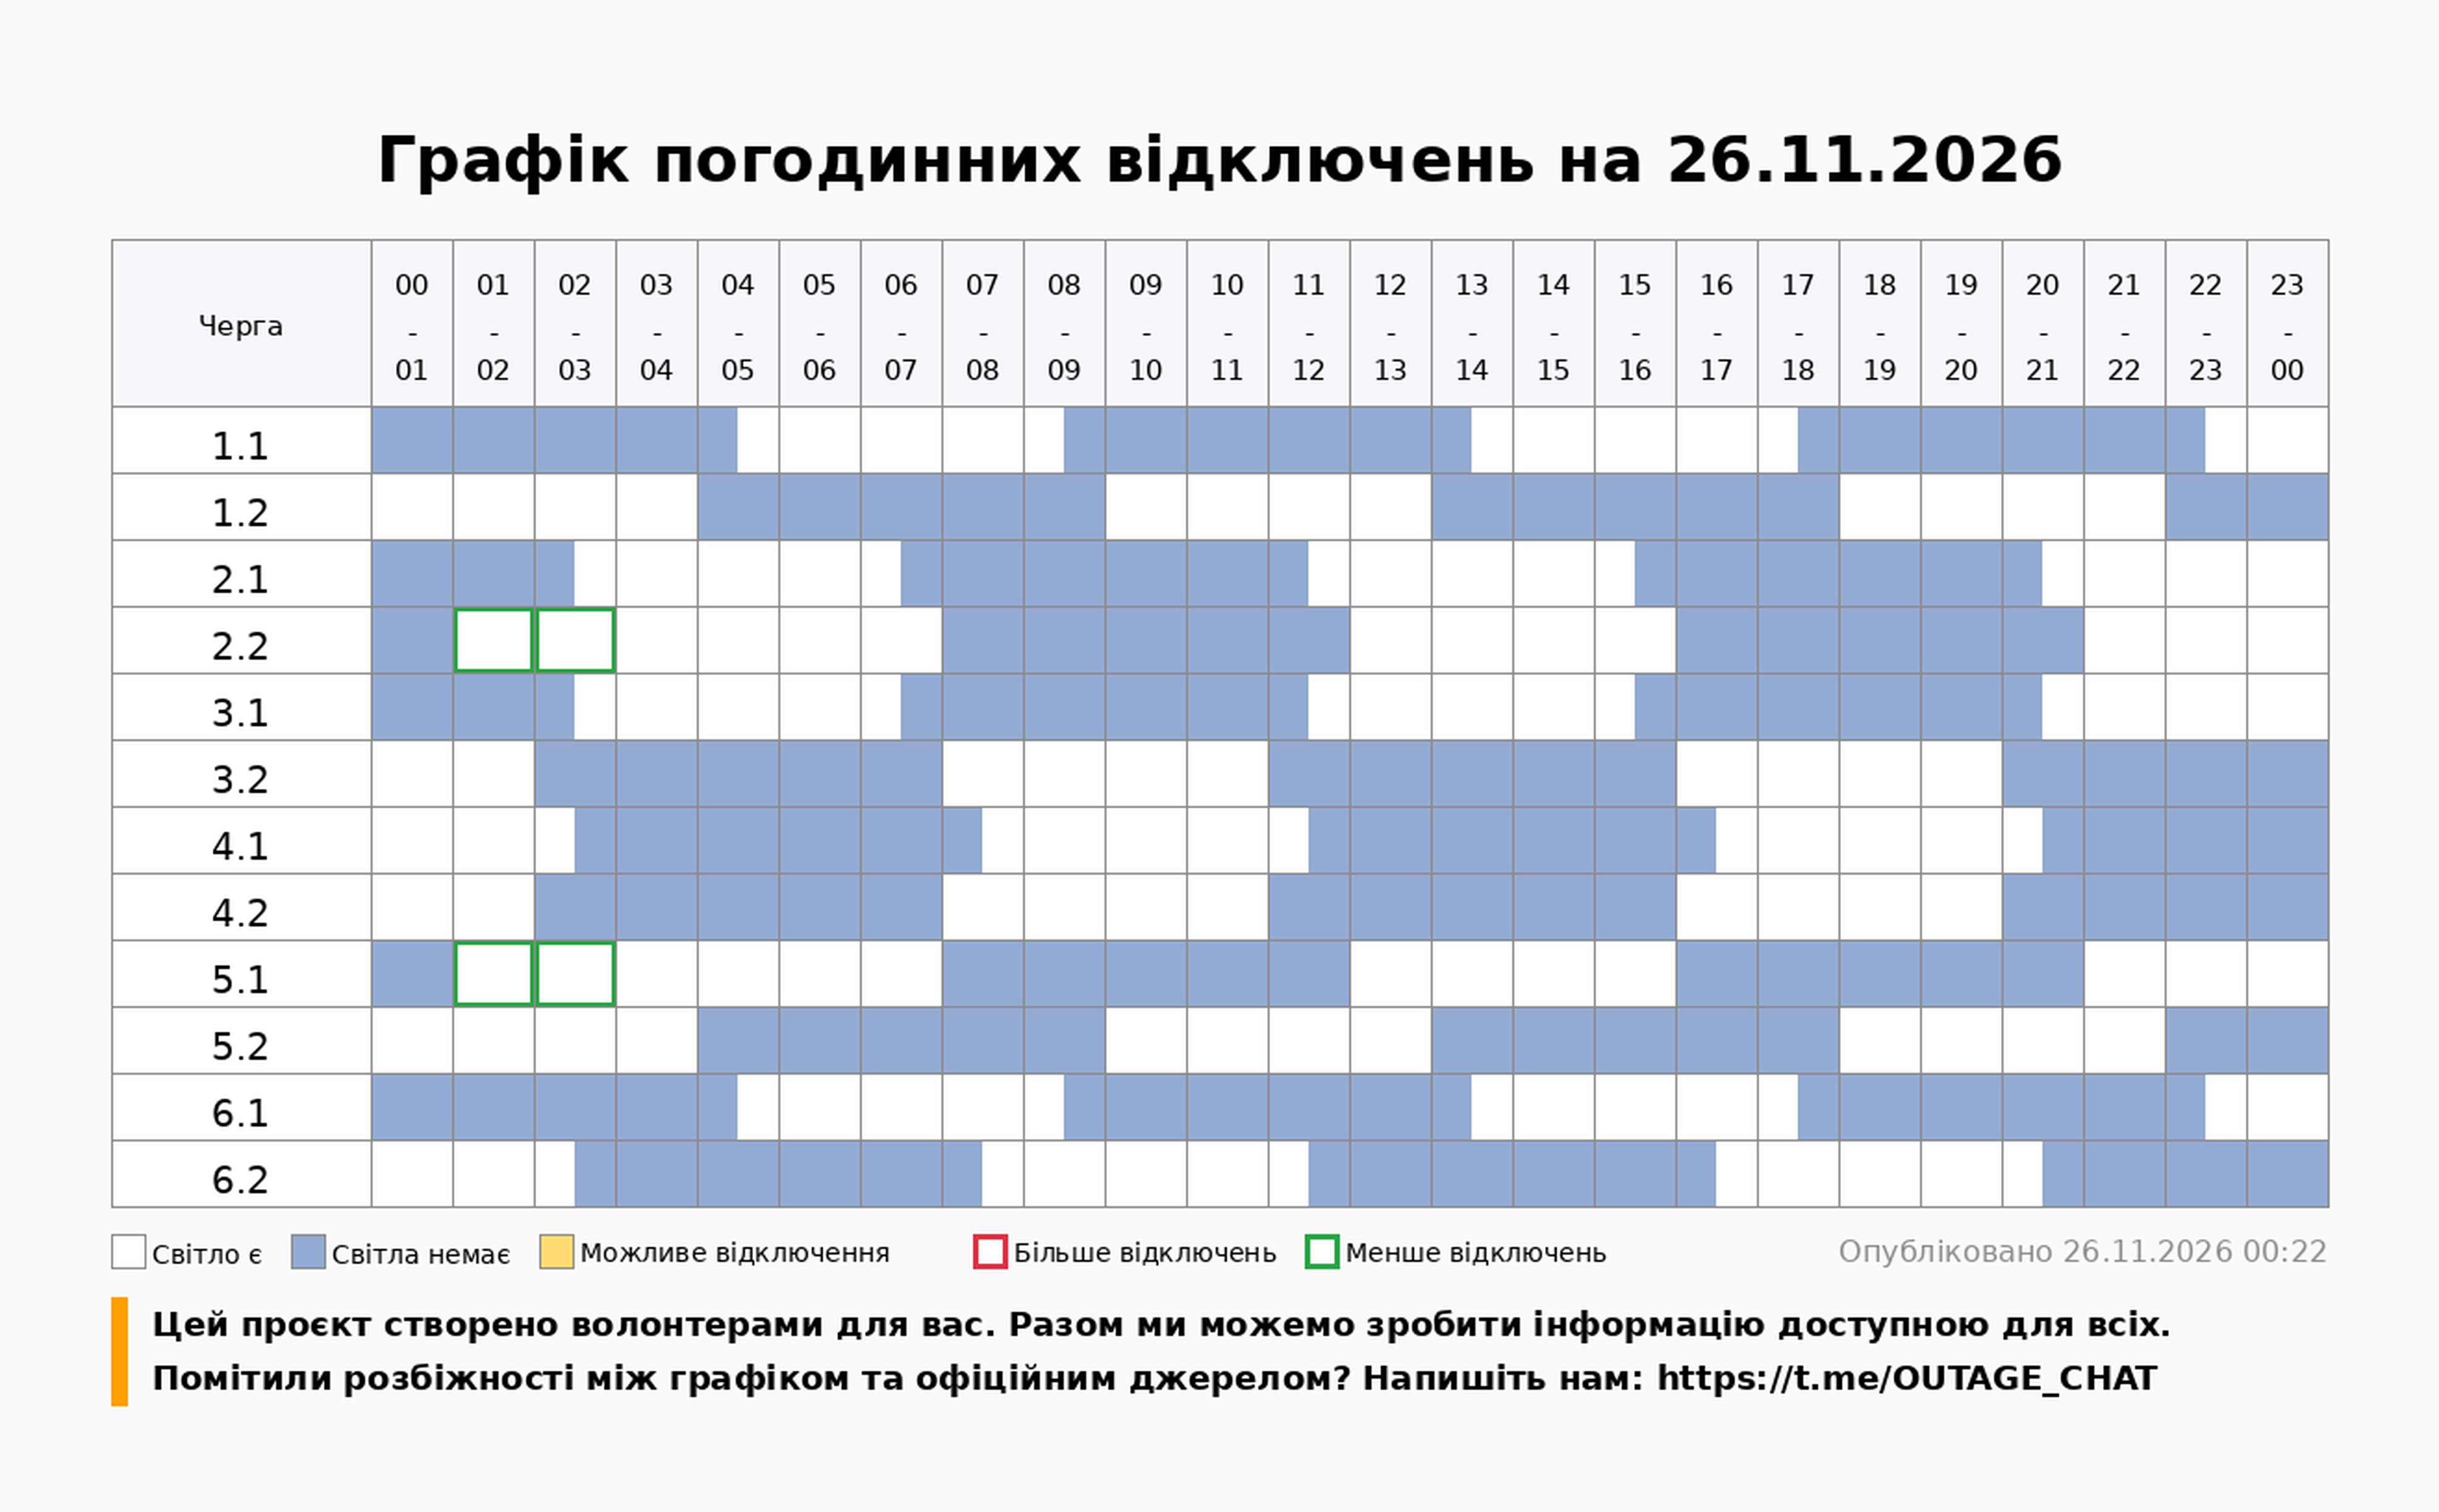 Графік погодинних відключень на 26.11.2026
Черга
00 - 01
01 - 02
02 - 03
03 - 04
04 - 05
05 - 06
06 - 07
07 - 08
08 - 09
09 - 10
10 - 11
11 - 12
12 - 13
13 - 14
14 - 15
15 - 16
16 - 17
17 - 18
18 - 19
19 - 20
20 - 21
21 - 22
22 - 23
23 - 00
1.1
1.2
2.1
2.2
3.1
3.2
4.1
4.2
5.1
5.2
6.1
6.2
Світло є
Світла немає
Можливе відключення
Більше відключень
Менше відключень
Опубліковано 26.11.2026 00:22
Цей проєкт створено волонтерами для вас. Разом ми можемо зробити інформацію доступною для всіх.
Помітили розбіжності між графіком та офіційним джерелом? Напишіть нам: https://t.me/OUTAGE_CHAT